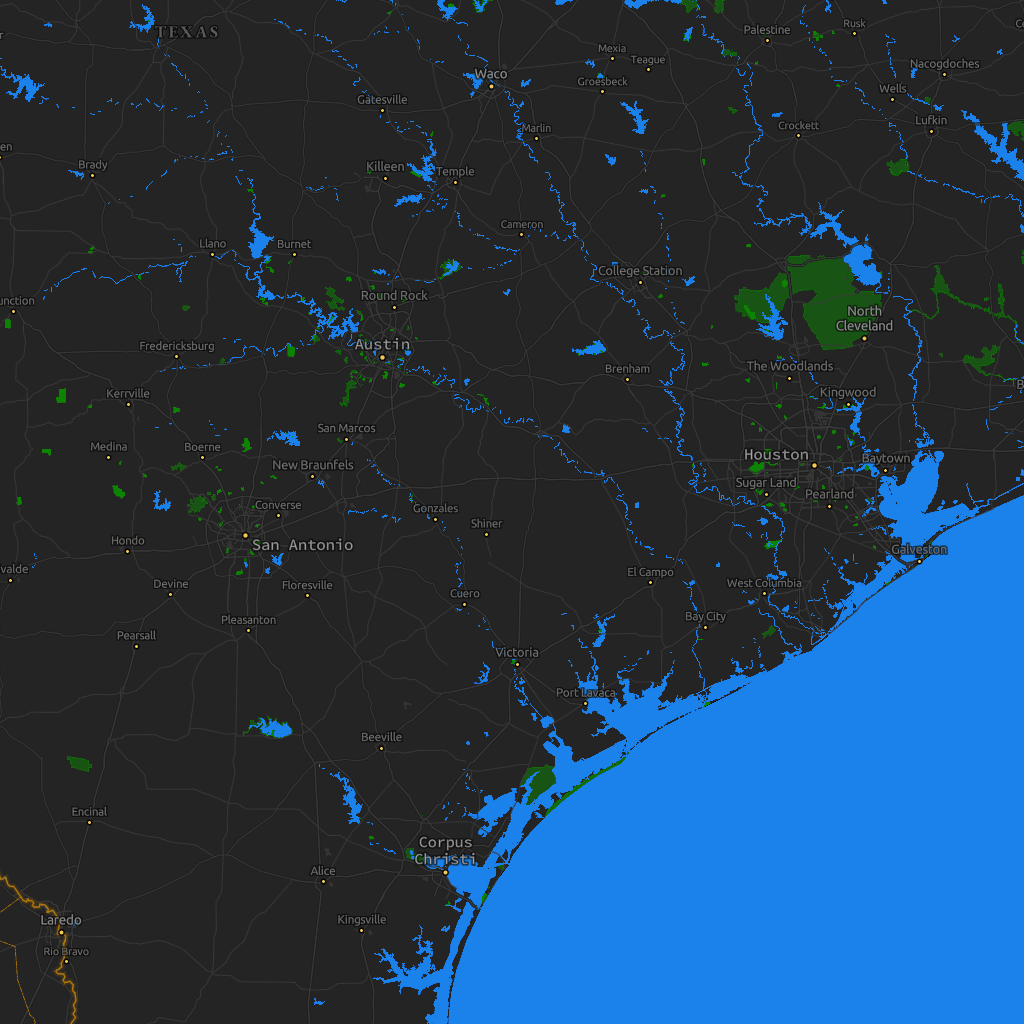 TEXAS
Palestine
Rusk
Mexia
Teague
Nacogdoches
Waco
Groesbeck
Wells
Gatesville
Lufkin
Marlin
Crockett
Brady
Killeen
Temple
Cameron
Llano
Burnet
College Station
unction
Round Rock
North
Cleveland
Austin
Fredericksburg
The Woodlands
Brenham
Kerrville
Kingwood
San Marcos
Medina
Boerne
New Braunfels
Houston
Baytown
Sugar Land
Pearland
Converse
Gonzales
Shiner
Hondo
San Antonio
Galveston
valde
Devine
Floresville
El Campo
West Columbia
Cuero
Pleasanton
Bay City
Pearsall
Victoria
Port Lavaca
Beeville
Encinal
Corpus
Christi
Alice
Laredo
Kingsville
Rio Bravo